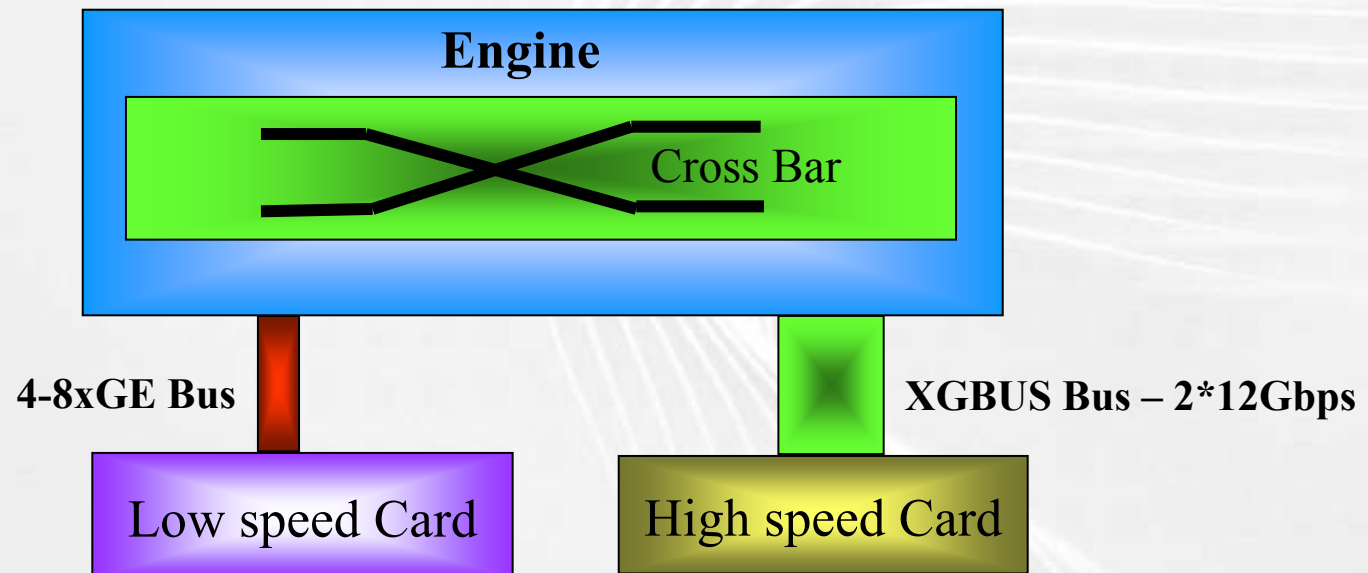 Engine
Cross Bar
4-8xGE Bus
XGBUS Bus – 2*12Gbps
Low speed Card
High speed Card